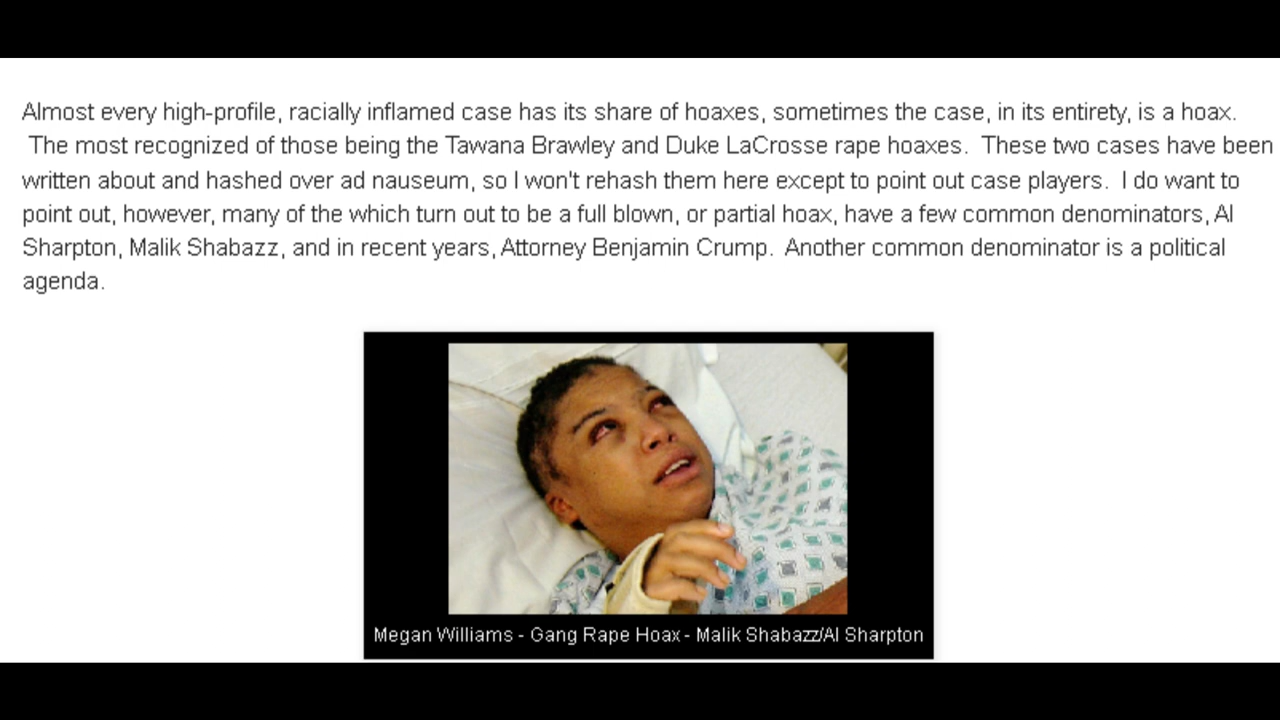 Almost every high-profile, racially inflamed case has its share of hoaxes, sometimes the case, in its entirety, is a hoax.
The most recognized of those being the Tawana Brawley and Duke LaCrosse rape hoaxes. These two cases have been
written about and hashed over ad nauseum, so I won't rehash them here except to point out case players. I do want to
point out, however, many of the which turn out to be a full blown, or partial hoax, have a few common denominators, Al
Sharpton, Malik Shabazz, and in recent years, Attorney Benjamin Crump. Another common denominator is a political
agenda.
Megan Williams - Gang Rape Hoax - Malik Shabazz/Al Sharpton